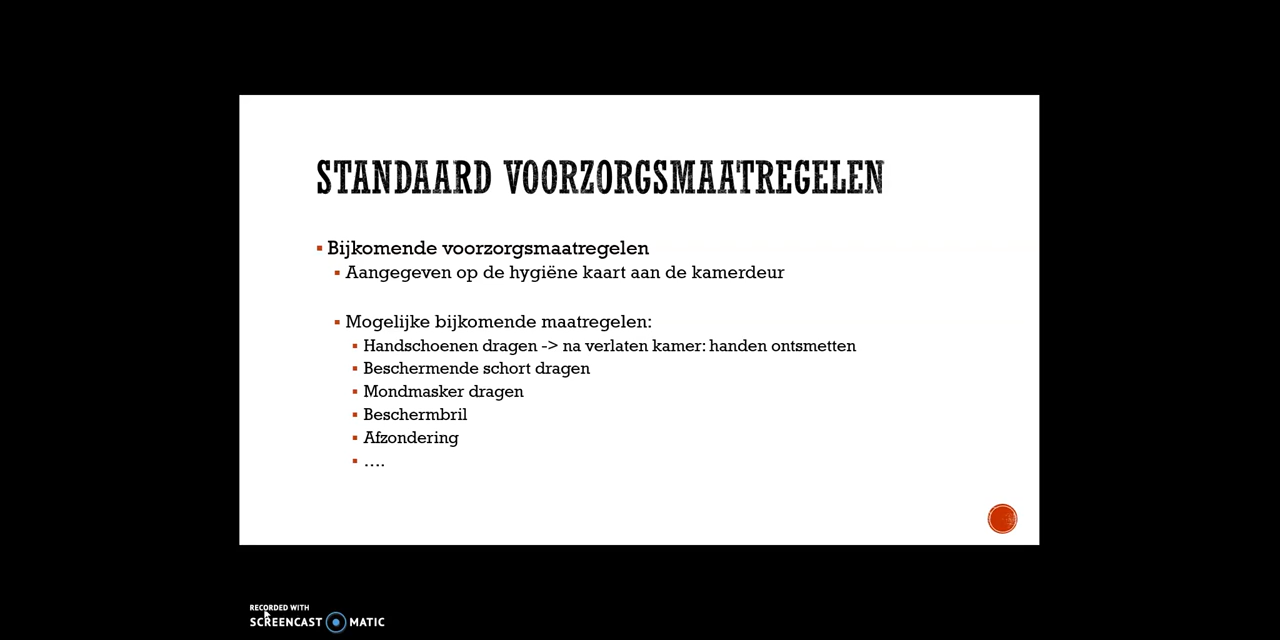 STANDAARD VOORZORGSMAATREGELEN
Bijkomende voorzorgsmaatregelen
Aangegeven op de hygiëne kaart aan de kamerdeur
Mogelijke bijkomende maatregelen:
Handschoenen dragen -> na verlaten kamer: handen ontsmetten
Beschermende schort dragen
Mondmasker dragen
Beschermbril
Afzondering
....
RECORDED WITH
SCREENCAST MATIC